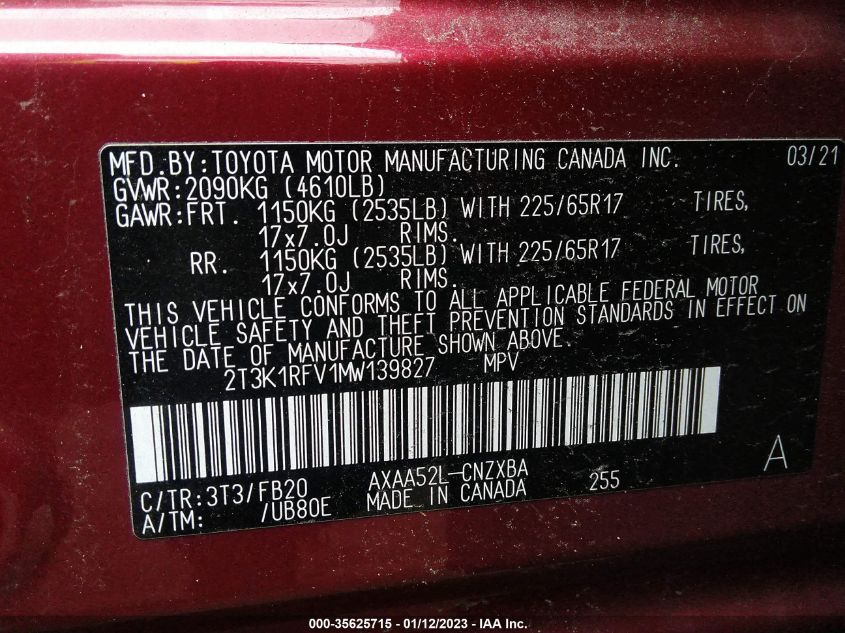 MFD.BY:TOYOTA MOTOR MANUFACTURING CANADA INC. 03/21
GVWR:2090KG (4610LB)
GAWR:FRT. 1150KG (2535LB) WITH 225/65R17 TIRES,
17x7.0J RIMS.
RR. 1150KG (2535LB) WITH 225/65R17 TIRES,
17x7.0J RIMS.
THIS VEHICLE CONFORMS TO ALL APPLICABLE FEDERAL MOTOR
VEHICLE SAFETY AND THEFT PREVENTION STANDARDS IN EFFECT ON
THE DATE OF MANUFACTURE SHOWN ABOVE.
2T3K1RFV1MW139827 MPV
A
C/TR:3T3/FB20 AXAA52L-CNZXBA 255
A/TM: /UB80E MADE IN CANADA
000-35625715 - 01/12/2023 - IAA Inc.